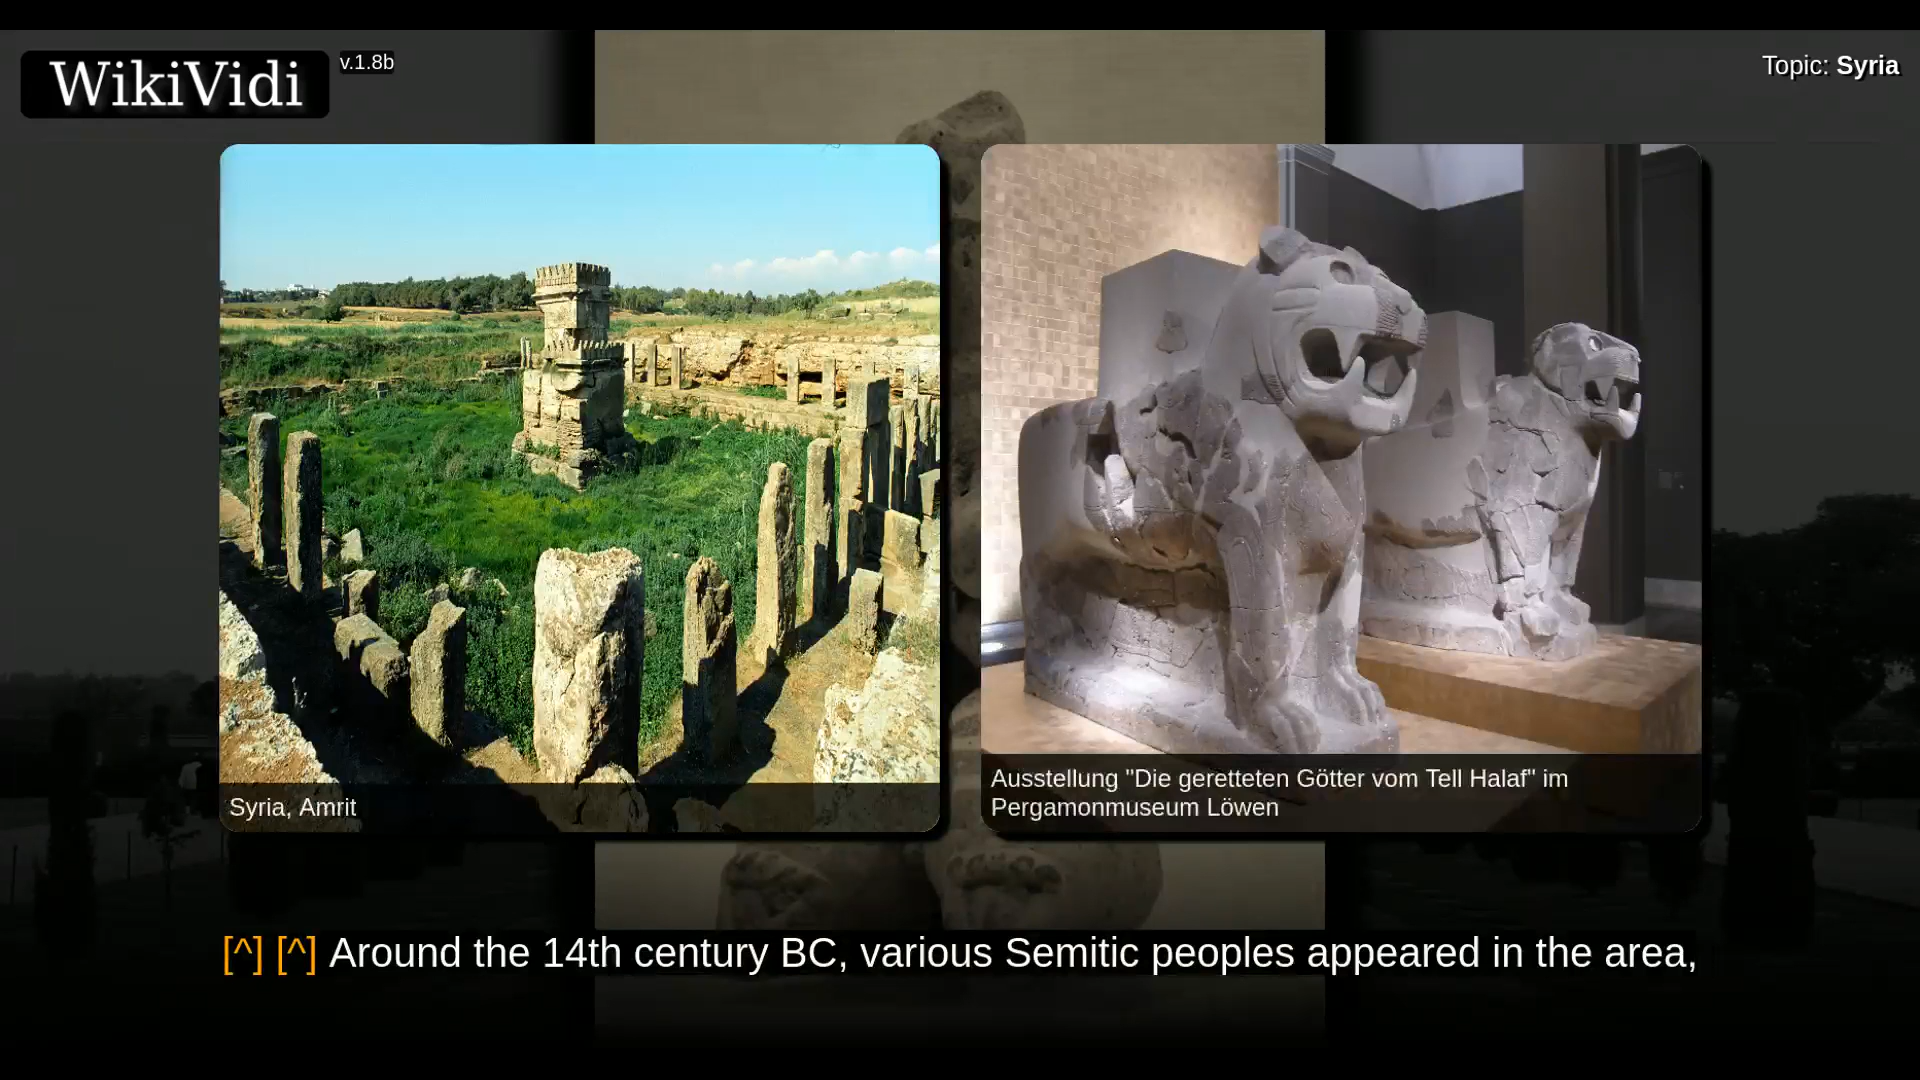 WikiVidi
v.1.8b
Topic: Syria
Syria, Amrit
Ausstellung "Die geretteten Götter vom Tell Halaf" im
Pergamonmuseum Löwen
[^] [^] Around the 14th century BC, various Semitic peoples appeared in the area,